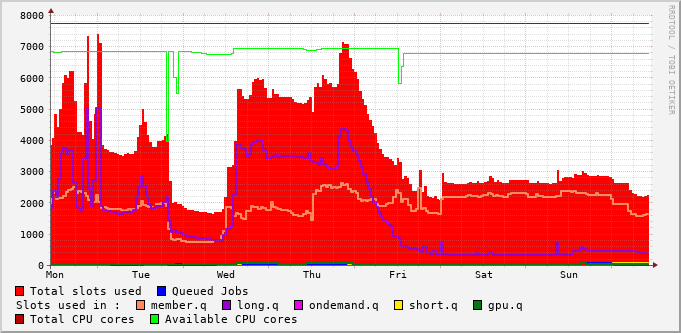 8000
7000
6000
5000
4000
3000
2000
1000
0
Mon Tue Wed Thu Fri Sat Sun
RRDTOOL / TOBI OETIKER
Total slots used Queued Jobs
Slots used in : member.q long.q ondemand.q short.q gpu.q
Total CPU cores Available CPU cores